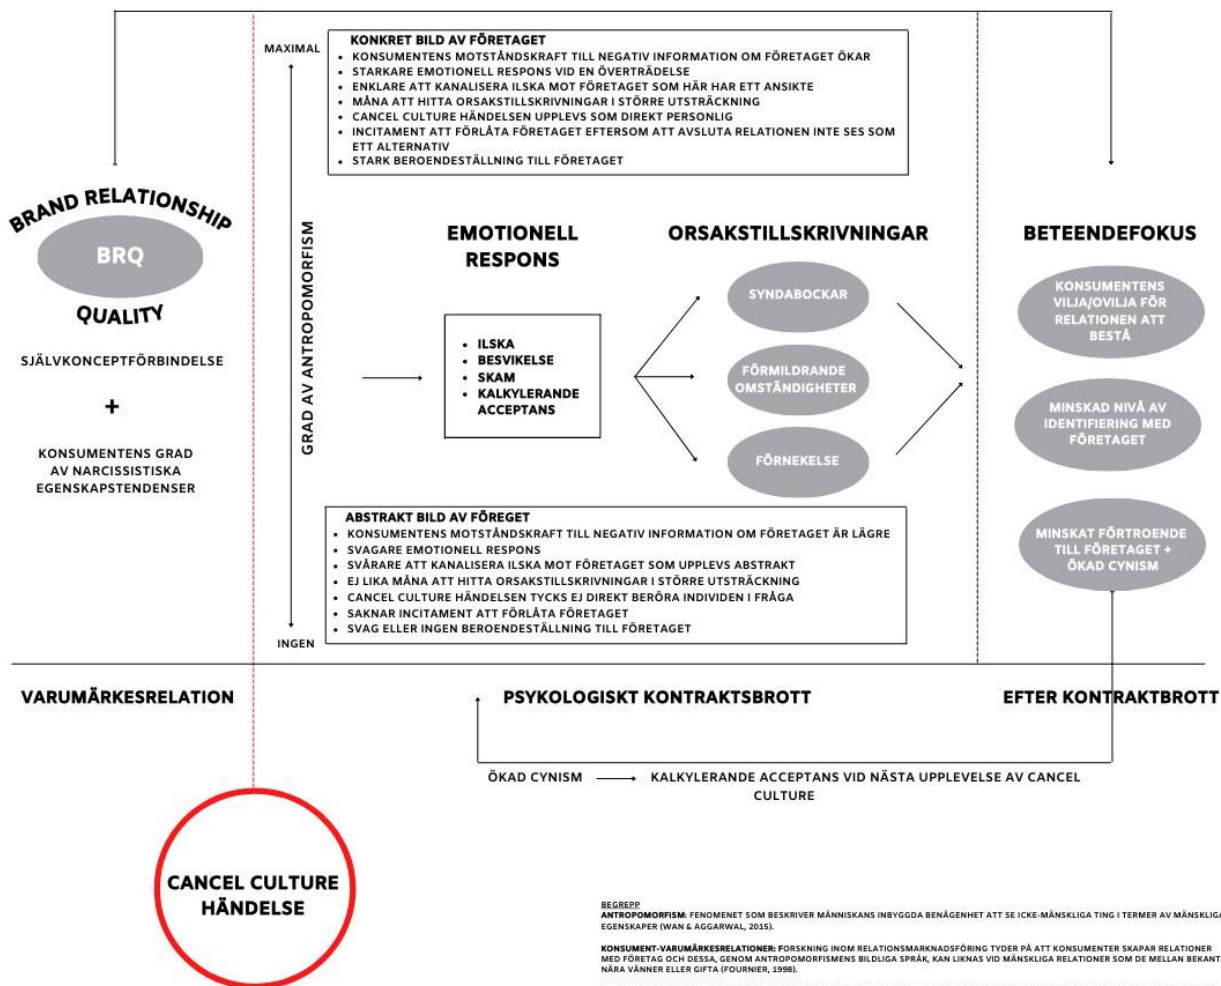 MAXIMAL
KONKRET BILD AV FÖRETAGET
• KONSUMENTENS MOTSTÅNDSKRAFT TILL NEGATIV INFORMATION OM FÖRETAGET ÖKAR
• STARKARE EMOTIONELL RESPONS VID EN ÖVERTRÄDELSE
• ENKLARE ATT KANALISERA ILSKA MOT FÖRETAGET SOM HÄR HAR ETT ANSIKTE
• MÅNA ATT HITTA ORSAKSTILLSKRIVNINGAR I STÖRRE UTSTRÄCKNING
• CANCEL CULTURE HÄNDELSEN UPPLEVS SOM DIREKT PERSONLIG
• INCITAMENT ATT FÖRLÅTA FÖRETAGET EFTERSOM ATT AVSLUTA RELATIONEN INTE SES SOM
ETT ALTERNATIV
• STARK BEROENDESTÄLLNING TILL FÖRETAGET
BRAND RELATIONSHIP
BRQ
QUALITY
SJÄLVKONCEPTFÖRBINDELSE
+
KONSUMENTENS GRAD
AV NARCISSISTISKA
EGENSKAPSTENDENSER
GRAD AV ANTROPOMORFISM
EMOTIONELL
RESPONS
• ILSKA
• BESVIKELSE
• SKAM
• KALKYLERANDE
ACCEPTANS
ORSAKSTILLSKRIVNINGAR
SYNDABOCKAR
FÖRMILDRANDE
OMSTÄNDIGHETER
FÖRNEKELSE
BETEENDEFOKUS
KONSUMENTENS
VILJA/OVILJA FÖR
RELATIONEN ATT
BESTÅ
MINSKAD NIVÅ AV
IDENTIFIERING MED
FÖRETAGET
MINSKAT FÖRTROENDE
TILL FÖRETAGET +
ÖKAD CYNISM
ABSTRAKT BILD AV FÖREGET
• KONSUMENTENS MOTSTÅNDSKRAFT TILL NEGATIV INFORMATION OM FÖRETAGET ÄR LÄGRE
• SVAGARE EMOTIONELL RESPONS
• SVÅRARE ATT KANALISERA ILSKA MOT FÖRETAGET SOM UPPLEVS ABSTRAKT
• EJ LIKA MÅNA ATT HITTA ORSAKSTILLSKRIVNINGAR I STÖRRE UTSTRÄCKNING
• CANCEL CULTURE HÄNDELSEN TYCKS EJ DIREKT BERÖRA INDIVIDEN I FRÅGA
• SAKNAR INCITAMENT ATT FÖRLÅTA FÖRETAGET
• SVAG ELLER INGEN BEROENDESTÄLLNING TILL FÖRETAGET
INGEN
VARUMÄRKESRELATION
PSYKOLOGISKT KONTRAKTSBROTT
EFTER KONTRAKTBROTT
ÖKAD CYNISM → KALKYLERANDE ACCEPTANS VID NÄSTA UPPLEVELSE AV CANCEL
CULTURE
CANCEL CULTURE
HÄNDELSE
BEGREPP
ANTROPOMORFISM: FENOMENET SOM BESKRIVER MÄNNISKANS INBYGGDA BENÄGENHET ATT SE ICKE-MÄNSKLIGA TING I TERMER AV MÄNSKLIGA
EGENSKAPER (WAN & AGGARWAL, 2015).
KONSUMENT-VARUMÄRKESRELATIONER: FORSKNING INOM RELATIONSMARKNADSFÖRING TYDER PÅ ATT KONSUMENTER SKAPAR RELATIONER
MED FÖRETAG OCH DESSA, GENOM ANTROPOMORFISMENS BILDLIGA SPRÅK, KAN LIKNAS VID MÄNSKLIGA RELATIONER SOM DE MELLAN BEKANT
NÄRA VÄNNER ELLER GIFTA (FOURNIER, 1998).